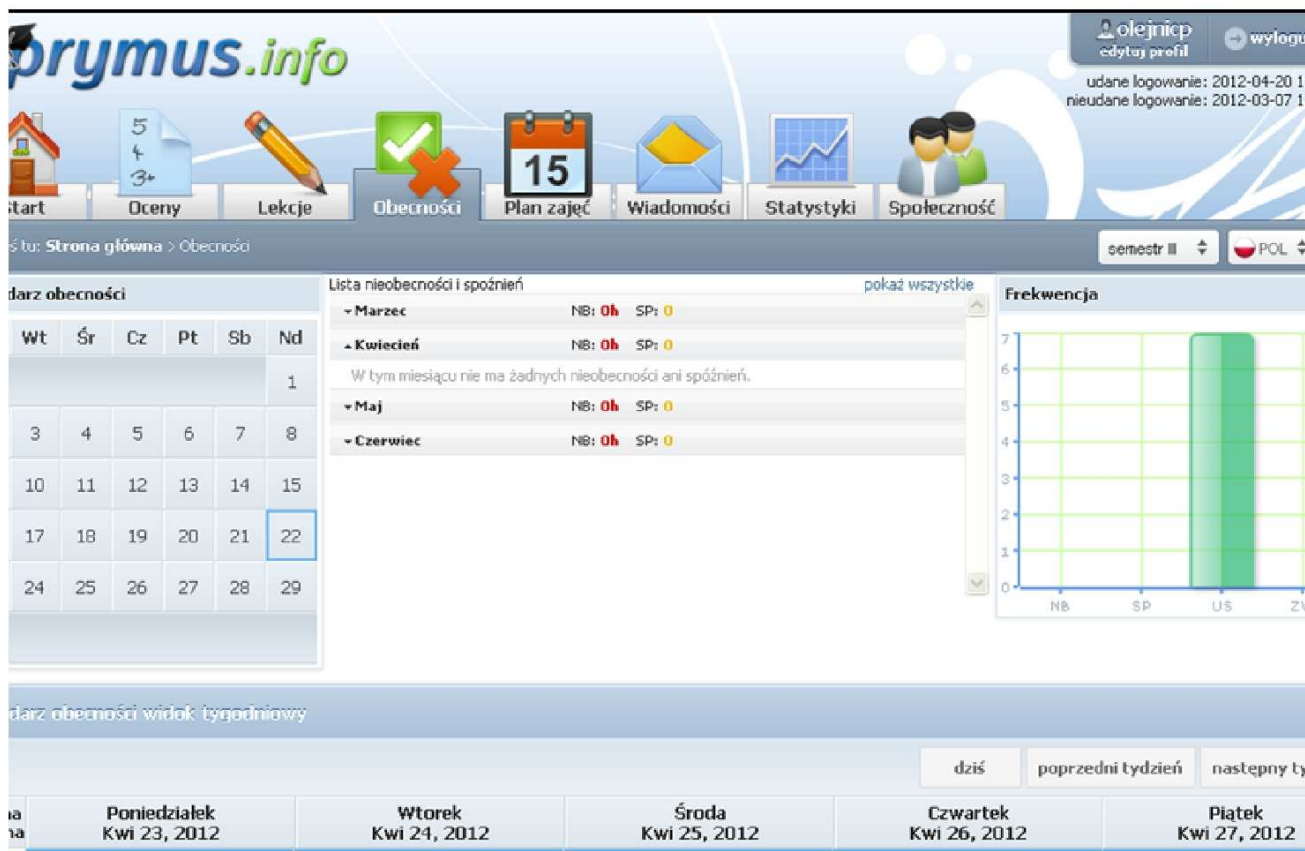 prymus.info
olejnicp
edytuj profil
wylogu
udane logowanie: 2012-04-20 1
nieudane logowanie: 2012-03-07 1
5
4
3+
15
Start
Oceny
Lekcje
Obecności
Plan zajęć
Wiadomości
Statystyki
Społeczność
ś tu: Strona główna > Obecności
semestr II
POL
darz obecności
Wt Śr Cz Pt Sb Nd
1
3 4 5 6 7 8
10 11 12 13 14 15
17 18 19 20 21 22
24 25 26 27 28 29
Lista nieobecności i spoźnień
pokaż wszystkie
Marzec NB: 0h SP: 0
Kwiecień NB: 0h SP: 0
W tym miesiącu nie ma żadnych nieobecności ani spóźnień.
Maj NB: 0h SP: 0
Czerwiec NB: 0h SP: 0
Frekwencja
7
6
5
4
3
2
1
0
NB SP US ZW
darz obecności widok tygodniowy
dziś
poprzedni tydzień
następny ty
na
na
Poniedziałek
Kwi 23, 2012
Wtorek
Kwi 24, 2012
Środa
Kwi 25, 2012
Czwartek
Kwi 26, 2012
Piątek
Kwi 27, 2012